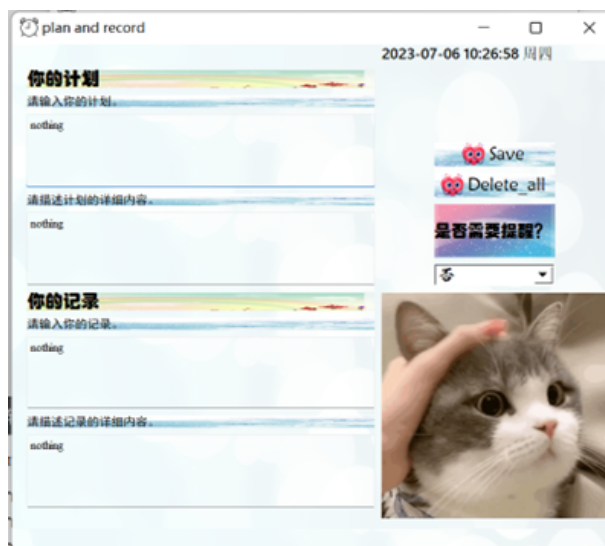 plan and record
2023-07-06 10:26:58 周四
你的计划
请输入你的计划。
nothing
请描述计划的详细内容。
nothing
你的记录
请输入你的记录。
nothing
请描述记录的详细内容。
nothing
Save
Delete_all
是否需要提醒?
否